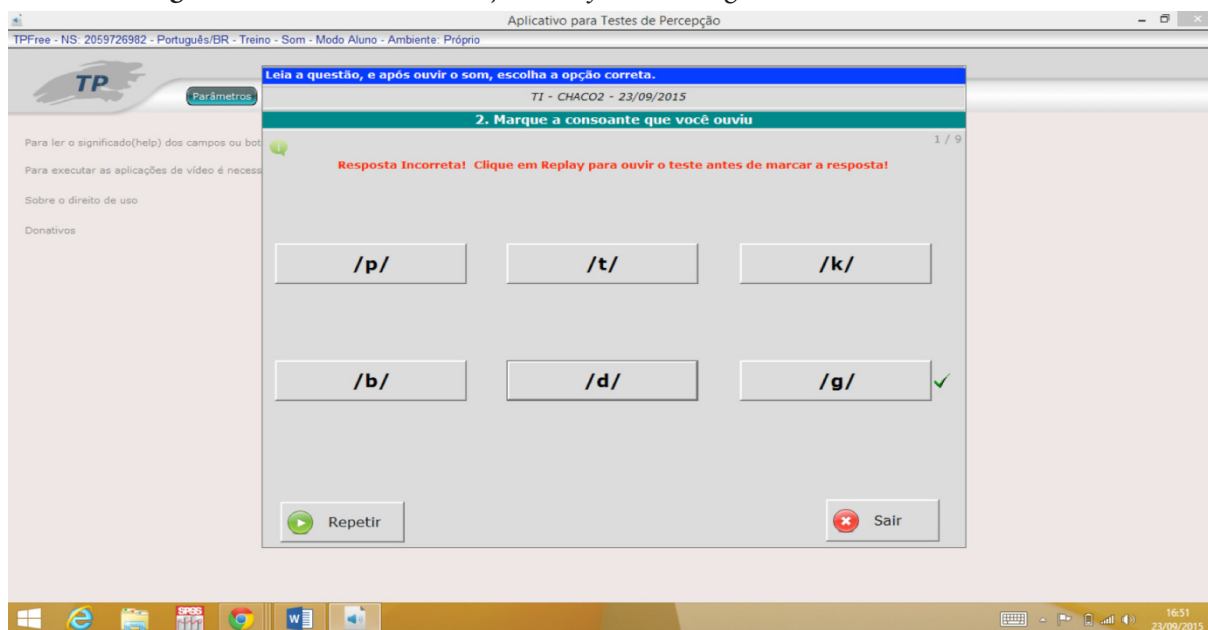 Aplicativo para Testes de Percepção
TPFree - NS: 2059726982 - Português/BR - Treino - Som - Modo Aluno - Ambiente: Próprio
TP
Parâmetros
Leia a questão, e após ouvir o som, escolha a opção correta.
TI - CHACO2 - 23/09/2015
2. Marque a consoante que você ouviu
1 / 9
Para ler o significado(help) dos campos ou bot
Para executar as aplicações de vídeo é necess
Sobre o direito de uso
Donativos
Resposta Incorreta! Clique em Replay para ouvir o teste antes de marcar a resposta!
/p/
/t/
/k/
/b/
/d/
/g/
Repetir
Sair
SPSS
16:51
23/09/2015